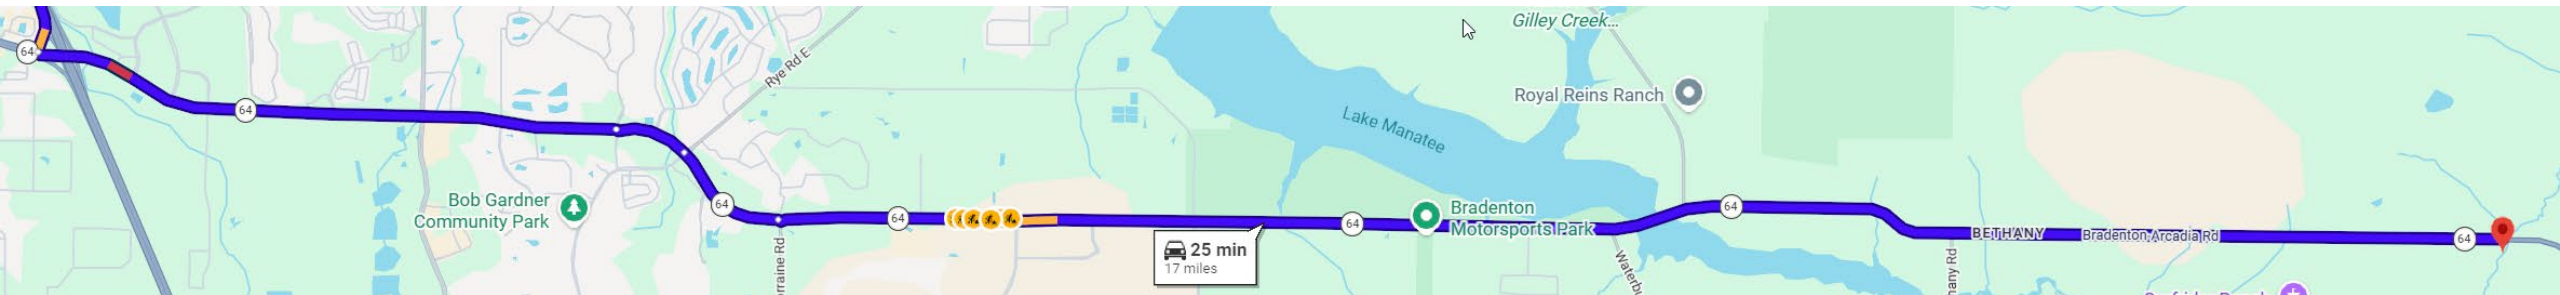 64
64
Rye Rd E
Bob Gardner
Community Park
64
64
25 min
17 miles
Lake Manatee
Gilley Creek...
Royal Reins Ranch
64
Bradenton
Motorsports Park
64
BETHANY
Bradenton Arcadia Rd
64